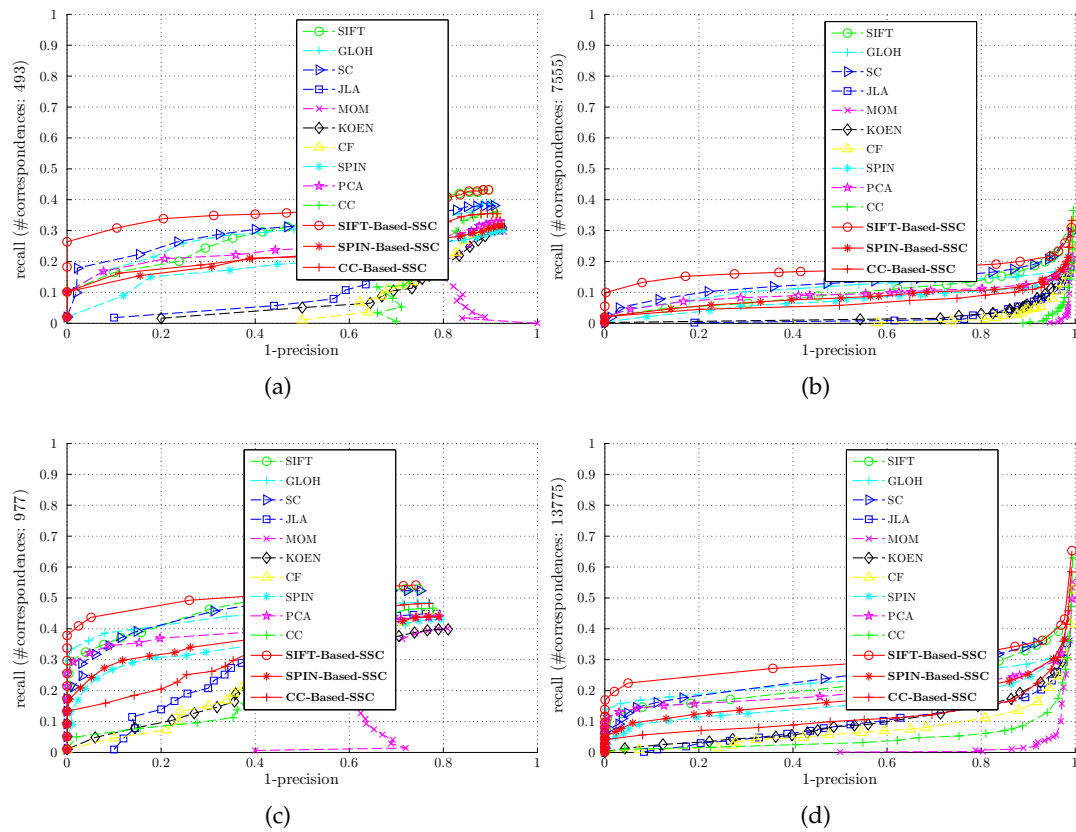 1
0.9
0.8
0.7
0.6
0.5
0.4
0.3
0.2
0.1
0
recall (#correspondences: 493)
0 0.2 0.4 0.6 0.8 1
1-precision
SIFT
GLOH
SC
JLA
MOM
KOEN
CF
SPIN
PCA
CC
SIFT-Based-SSC
SPIN-Based-SSC
CC-Based-SSC
(a)
1
0.9
0.8
0.7
0.6
0.5
0.4
0.3
0.2
0.1
0
recall (#correspondences: 7555)
0 0.2 0.4 0.6 0.8 1
1-precision
SIFT
GLOH
SC
JLA
MOM
KOEN
CF
SPIN
PCA
CC
SIFT-Based-SSC
SPIN-Based-SSC
CC-Based-SSC
(b)
1
0.9
0.8
0.7
0.6
0.5
0.4
0.3
0.2
0.1
0
recall (#correspondences: 977)
0 0.2 0.4 0.6 0.8 1
1-precision
SIFT
GLOH
SC
JLA
MOM
KOEN
CF
SPIN
PCA
CC
SIFT-Based-SSC
SPIN-Based-SSC
CC-Based-SSC
(c)
1
0.9
0.8
0.7
0.6
0.5
0.4
0.3
0.2
0.1
0
recall (#correspondences: 13775)
0 0.2 0.4 0.6 0.8 1
1-precision
SIFT
GLOH
SC
JLA
MOM
KOEN
CF
SPIN
PCA
CC
SIFT-Based-SSC
SPIN-Based-SSC
CC-Based-SSC
(d)